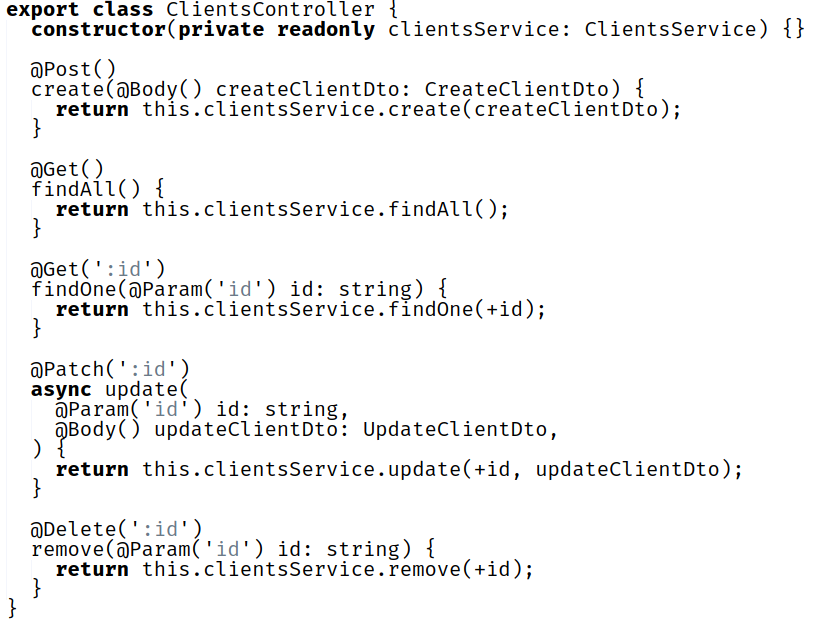 export class ClientsController {
  constructor(private readonly clientsService: ClientsService) {}

  @Post()
  create(@Body() createClientDto: CreateClientDto) {
    return this.clientsService.create(createClientDto);
  }

  @Get()
  findAll() {
    return this.clientsService.findAll();
  }

  @Get(':id')
  findOne(@Param('id') id: string) {
    return this.clientsService.findOne(+id);
  }

  @Patch(':id')
  async update(
    @Param('id') id: string,
    @Body() updateClientDto: UpdateClientDto,
  ) {
    return this.clientsService.update(+id, updateClientDto);
  }

  @Delete(':id')
  remove(@Param('id') id: string) {
    return this.clientsService.remove(+id);
  }
}